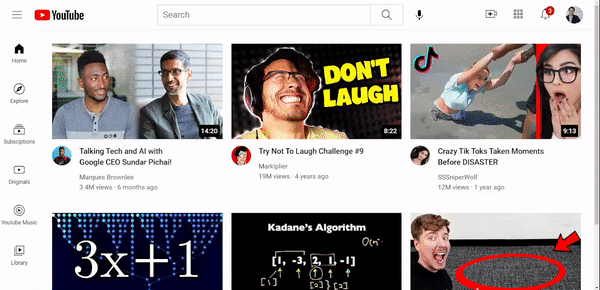 YouTube
Search
3
Home
Explore
Subsciptions
Originals
Youtube Music
Library
14:20
Talking Tech and AI with
Google CEO Sundar Pichai!
Marques Brownlee
3.4M views · 6 months ago
DON'T
LAUGH
8:22
Try Not To Laugh Challenge #9
Markiplier
19M views · 4 years ago
9:13
Crazy Tik Toks Taken Moments
Before DISASTER
SSSniperWolf
12M views · 1 year ago
3x+1
Kadane's Algorithm
[1, -3, 2, 1, -1]